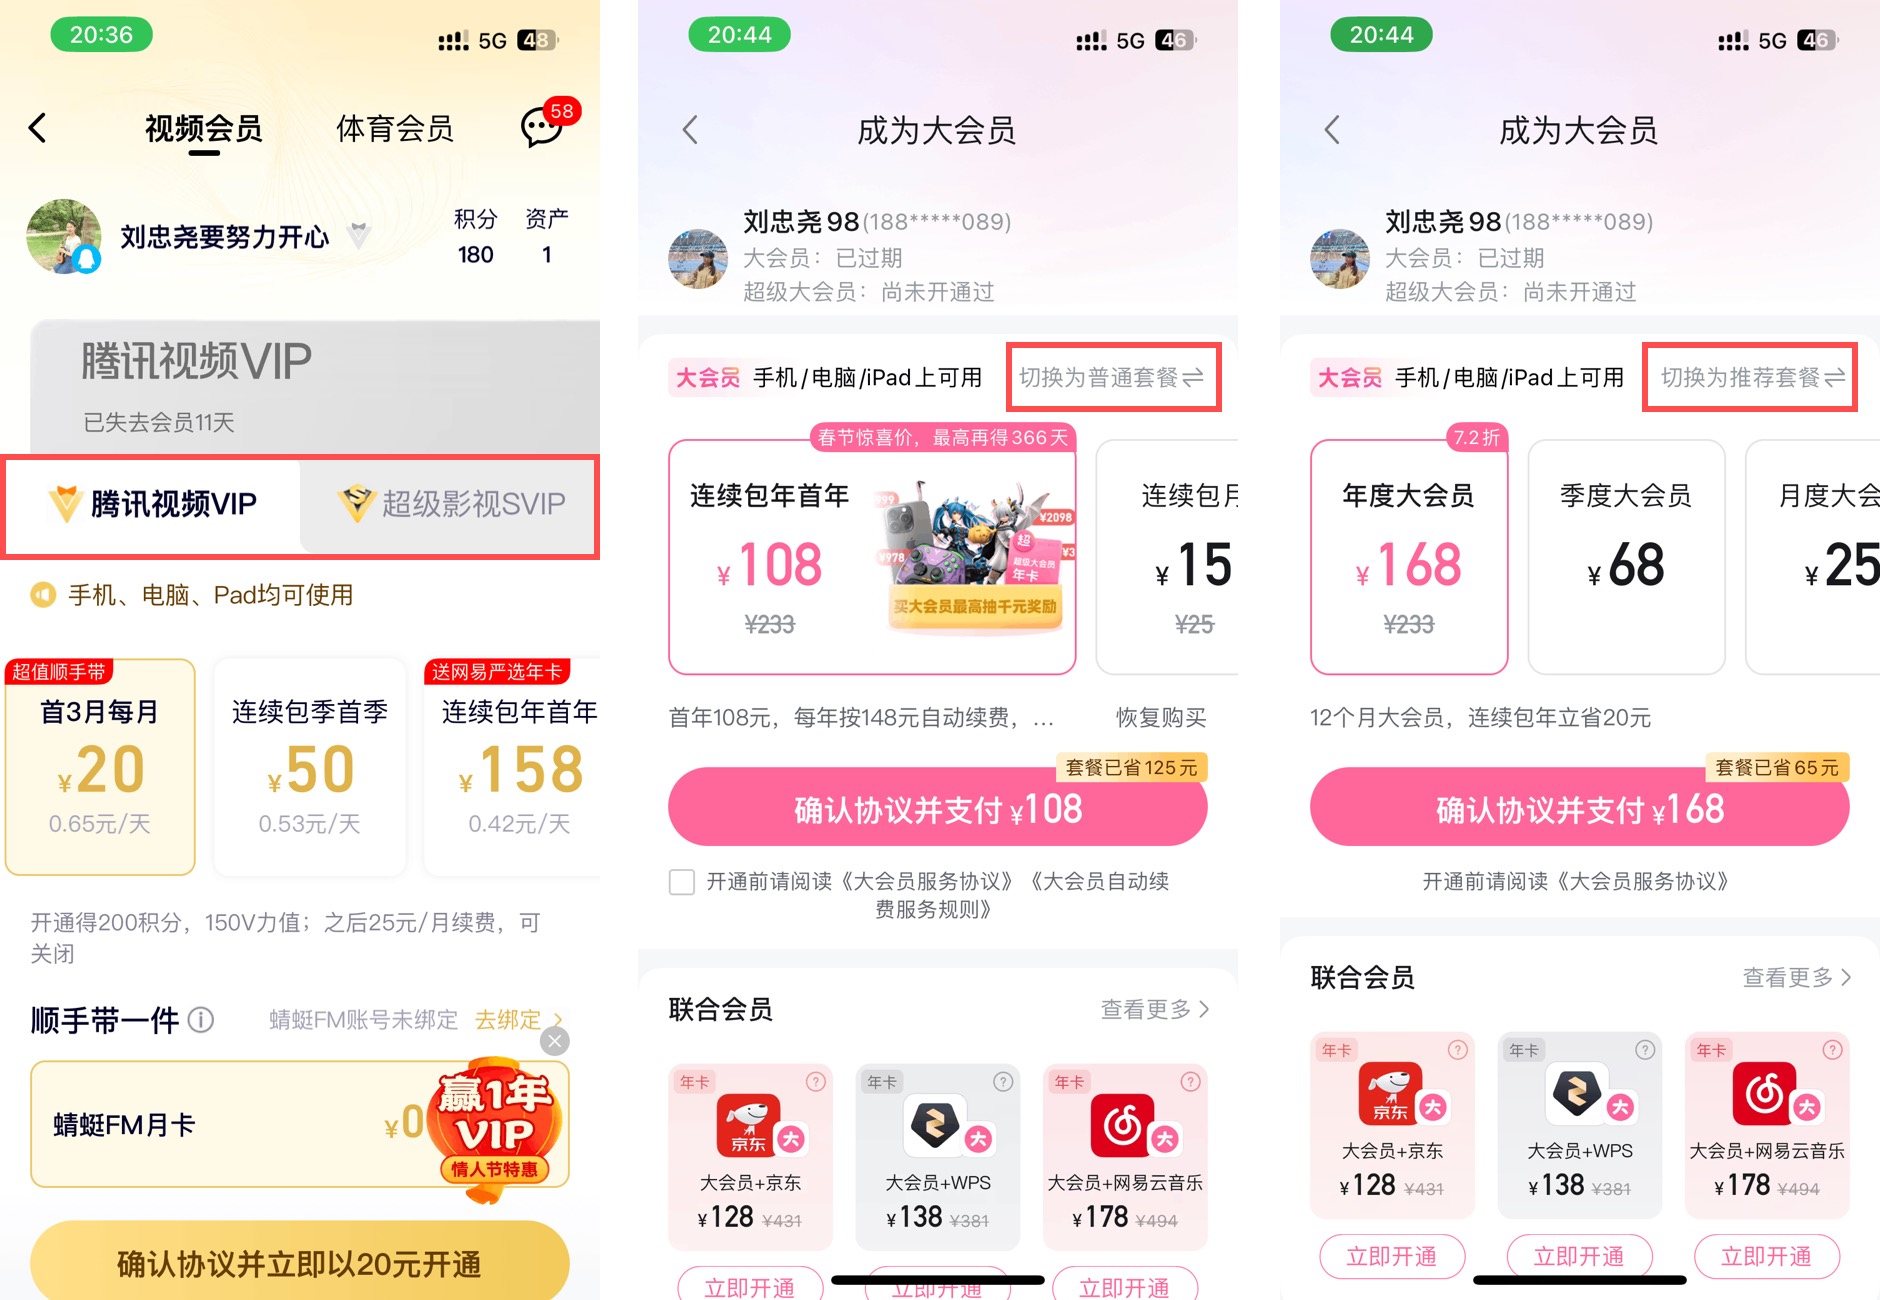 20:36
5G 48
视频会员
体育会员
58
刘忠尧要努力开心
积分 资产
180 1
腾讯视频VIP
已失去会员11天
腾讯视频VIP
超级影视SVIP
手机、电脑、Pad均可使用
超值顺手带
首3月每月
¥20
0.65元/天
连续包季首季
¥50
0.53元/天
送网易严选年卡
连续包年首年
¥158
0.42元/天
开通得200积分，150V力值；之后25元/月续费，可
关闭
顺手带一件
蜻蜓FM账号未绑定 去绑定
蜻蜓FM月卡
¥0
赢1年
VIP
情人节特惠
确认协议并立即以20元开通
20:44
5G 46
成为大会员
刘忠尧98(188*****089)
大会员：已过期
超级大会员：尚未开通过
大会员 手机/电脑/iPad上可用
切换为普通套餐
春节惊喜价，最高再得366天
连续包年首年
¥108
¥233
¥2098
¥978
超
超级大会员
年卡
买大会员最高抽千元奖励
连续包月
¥15
¥25
首年108元，每年按148元自动续费，...
恢复购买
套餐已省125元
确认协议并支付 ¥108
开通前请阅读《大会员服务协议》《大会员自动续
费服务规则》
联合会员
查看更多
年卡
京东
大
大会员+京东
¥128 ¥431
立即开通
年卡
大
大会员+WPS
¥138 ¥381
立即开通
年卡
大
大会员+网易云音乐
¥178 ¥494
立即开通
20:44
5G 46
成为大会员
刘忠尧98(188*****089)
大会员：已过期
超级大会员：尚未开通过
大会员 手机/电脑/iPad上可用
切换为推荐套餐
7.2折
年度大会员
¥168
¥233
季度大会员
¥68
月度大会
¥25
12个月大会员，连续包年立省20元
套餐已省65元
确认协议并支付 ¥168
开通前请阅读《大会员服务协议》
联合会员
查看更多
年卡
京东
大
大会员+京东
¥128 ¥431
立即开通
年卡
大
大会员+WPS
¥138 ¥381
立即开通
年卡
大
大会员+网易云音乐
¥178 ¥494
立即开通